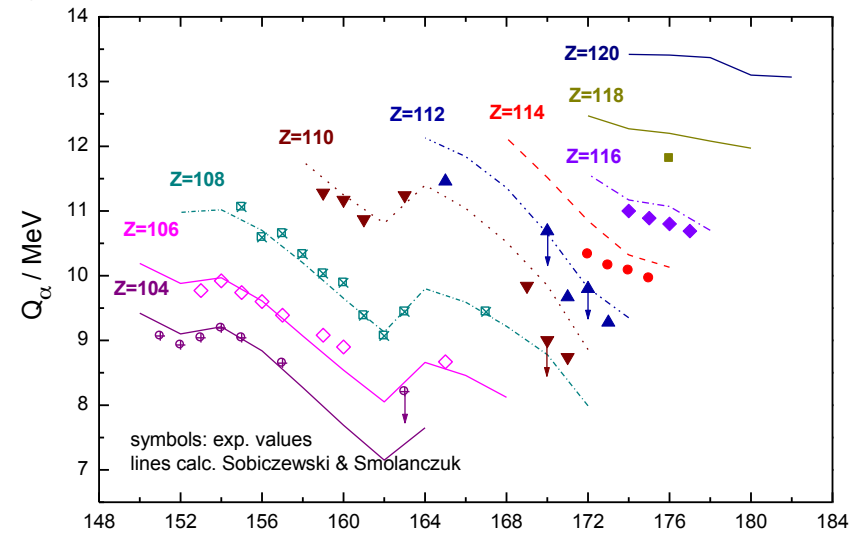 14
13
12
11
10
9
8
7
Qα / MeV
Z=120
Z=118
Z=112
Z=114
Z=110
Z=116
Z=108
Z=106
Z=104
symbols: exp. values
lines calc. Sobiczewski & Smolanczuk
148 152 156 160 164 168 172 176 180 184